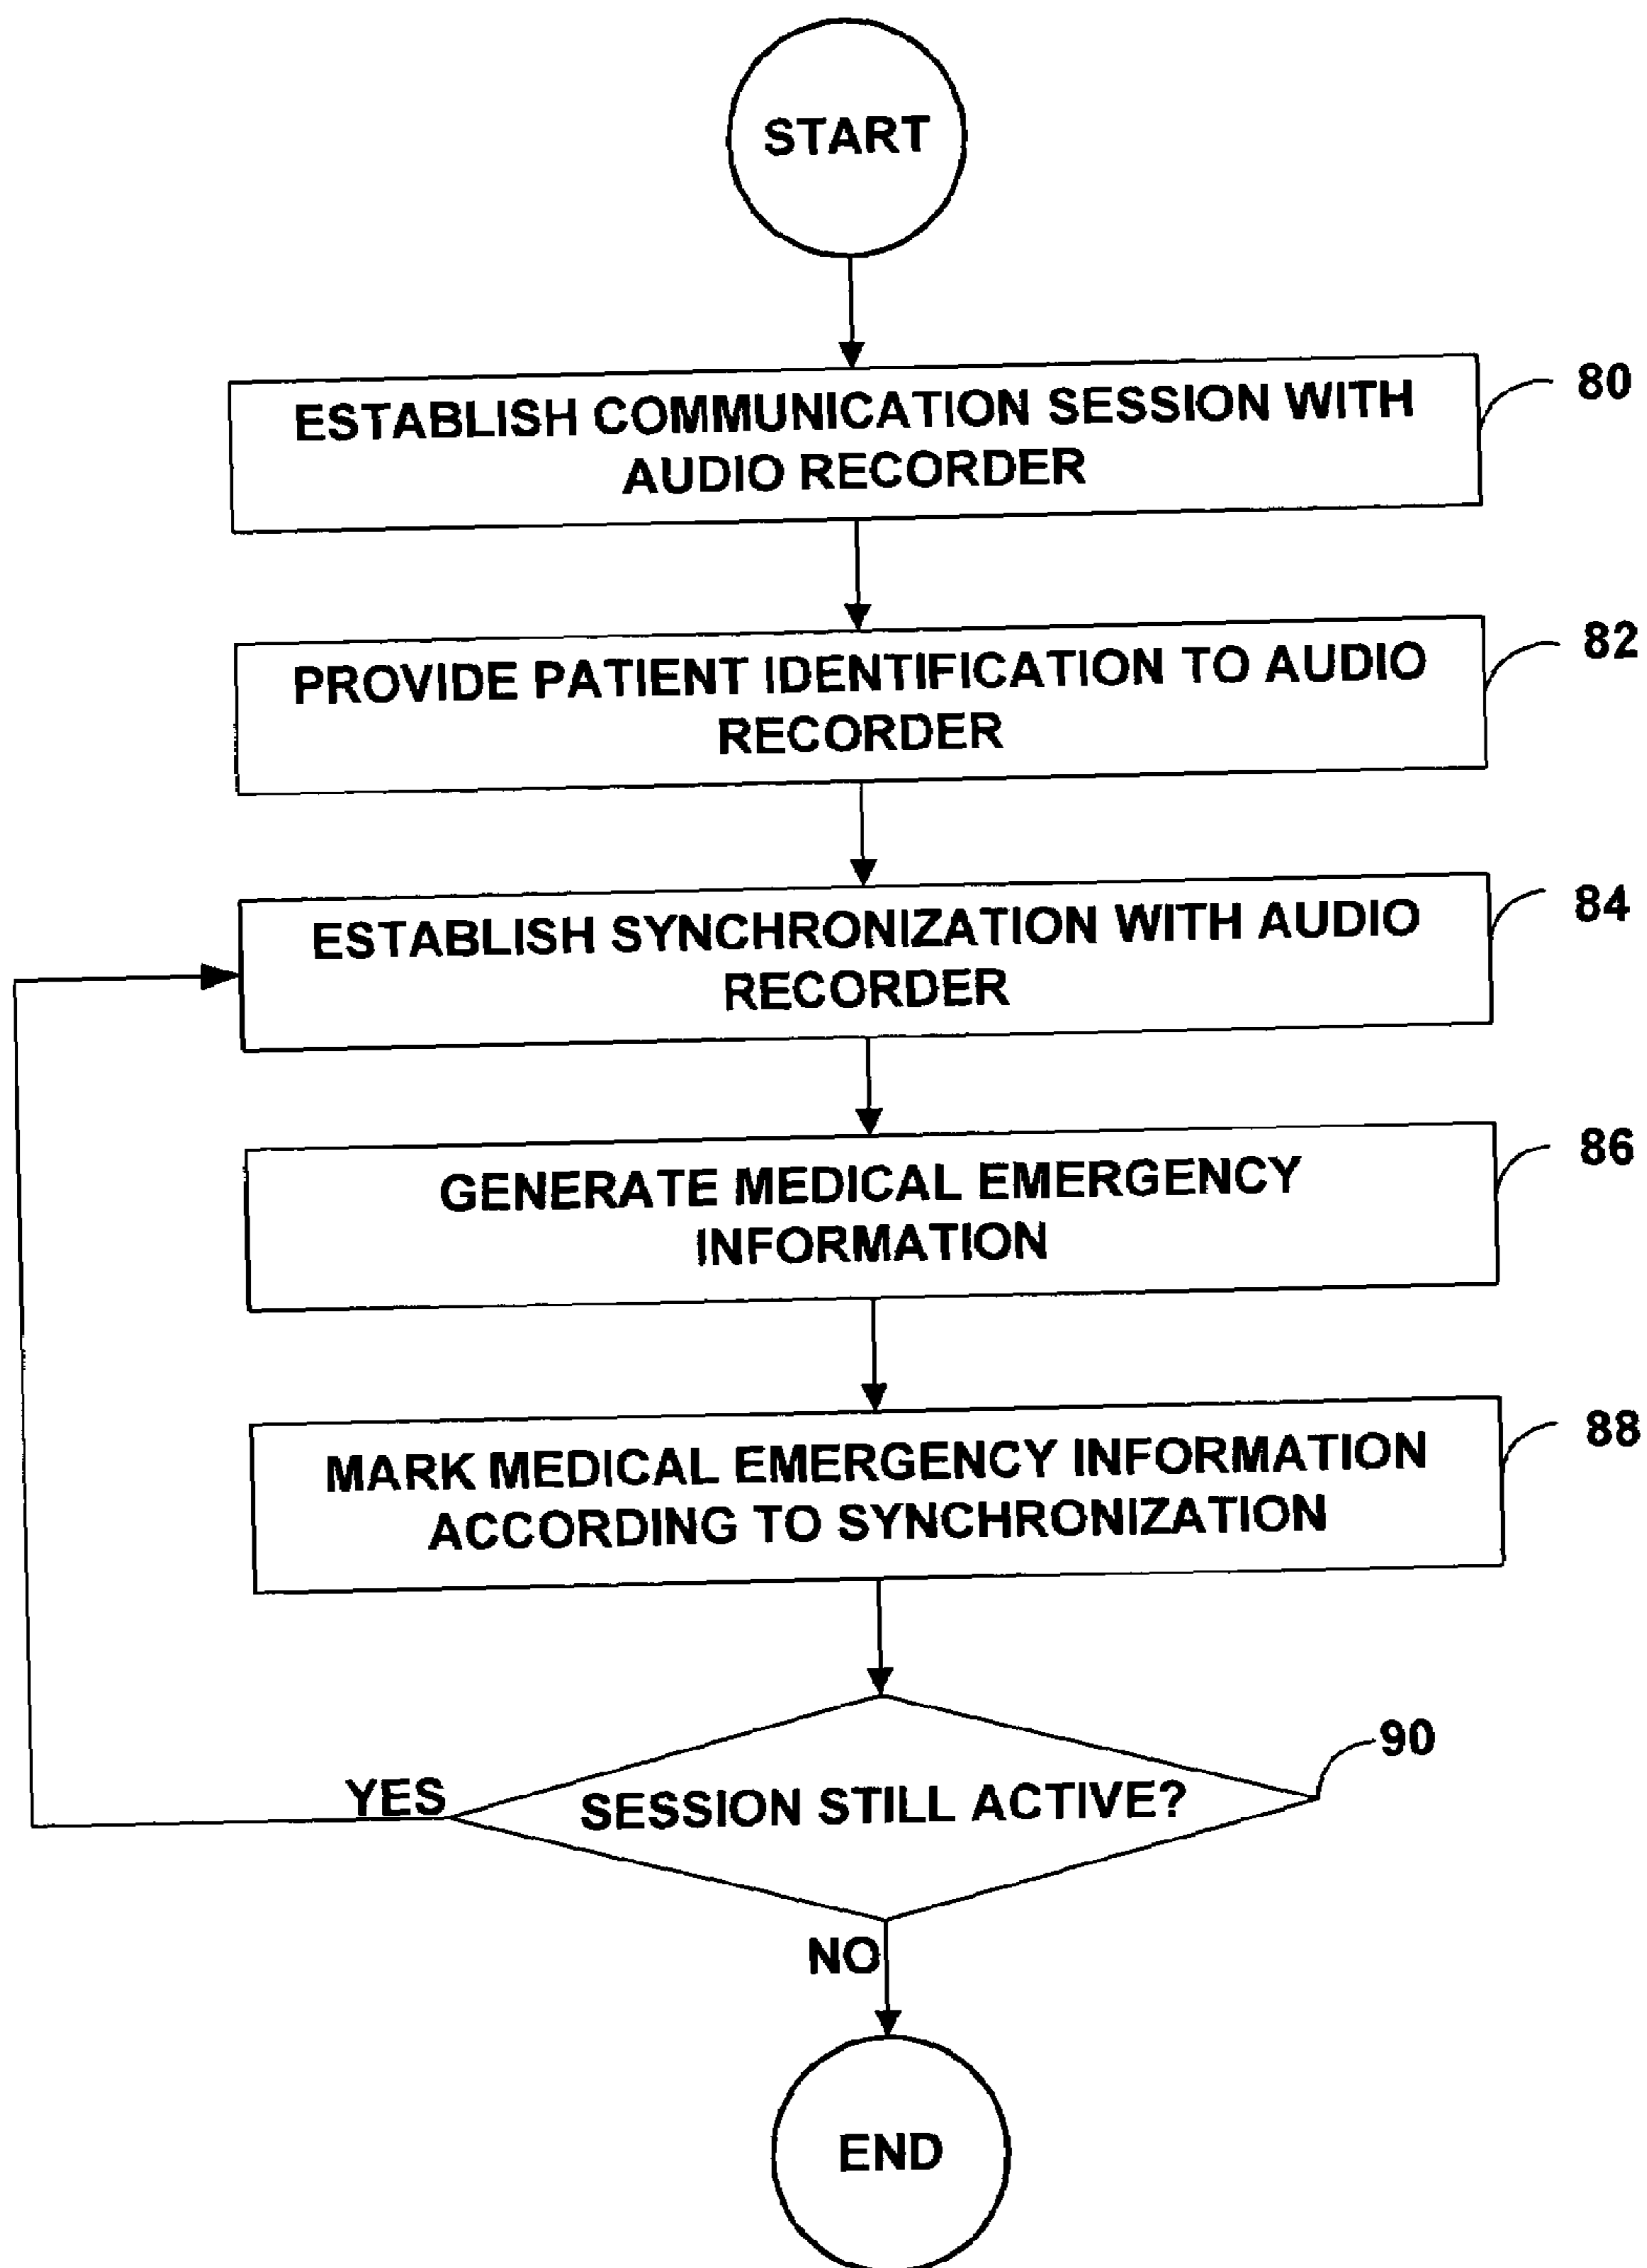 START
ESTABLISH COMMUNICATION SESSION WITH
AUDIO RECORDER
80
PROVIDE PATIENT IDENTIFICATION TO AUDIO
RECORDER
82
ESTABLISH SYNCHRONIZATION WITH AUDIO
RECORDER
84
GENERATE MEDICAL EMERGENCY
INFORMATION
86
MARK MEDICAL EMERGENCY INFORMATION
ACCORDING TO SYNCHRONIZATION
88
SESSION STILL ACTIVE?
90
YES
NO
END